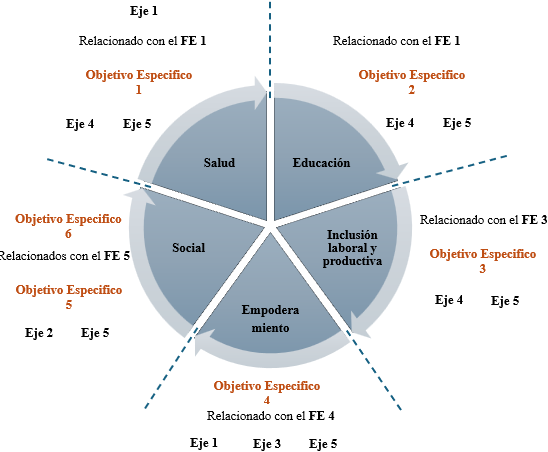 Eje 1
Relacionado con el FE 1
Objetivo Especifico
1
Eje 4 Eje 5
Relacionado con el FE 1
Objetivo Especifico
2
Eje 4 Eje 5
Salud
Educación
Relacionado con el FE 3
Objetivo Especifico
3
Eje 4 Eje 5
Inclusión
laboral y
productiva
Objetivo Especifico
6
Relacionados con el FE 5
Objetivo Especifico
5
Eje 2 Eje 5
Social
Empodera
miento
Objetivo Especifico
4
Relacionado con el FE 4
Eje 1 Eje 3 Eje 5